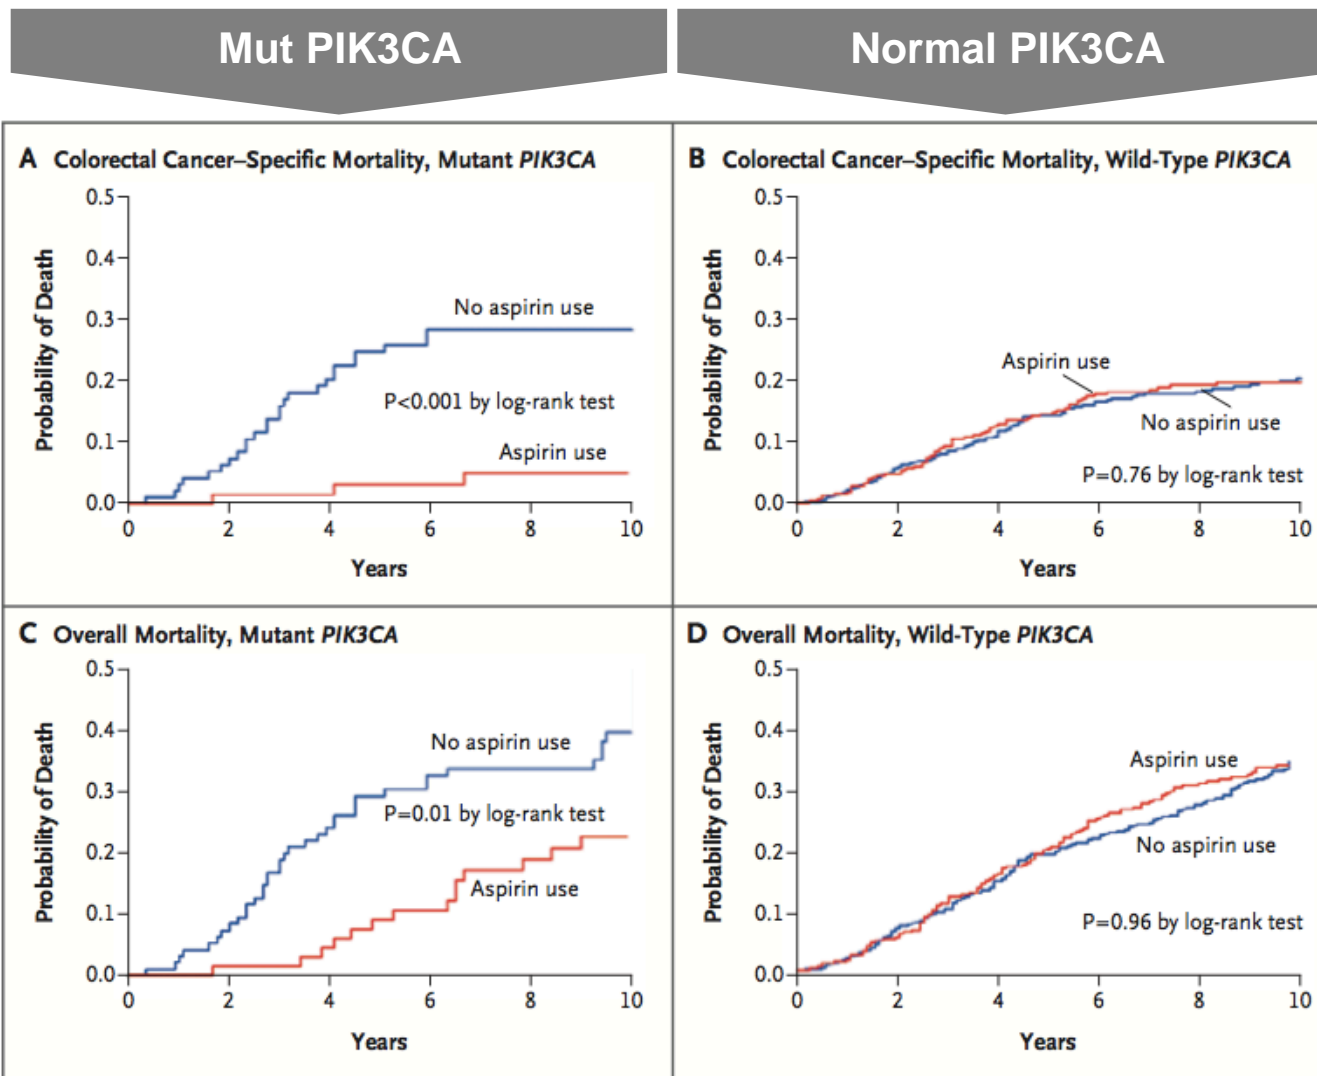 Mut PIK3CA
Normal PIK3CA
A Colorectal Cancer–Specific Mortality, Mutant PIK3CA
Probability of Death
0.5
0.4
0.3
0.2
0.1
0.0
No aspirin use
P<0.001 by log-rank test
Aspirin use
0 2 4 6 8 10
Years
B Colorectal Cancer–Specific Mortality, Wild-Type PIK3CA
Probability of Death
0.5
0.4
0.3
0.2
0.1
0.0
Aspirin use
No aspirin use
P=0.76 by log-rank test
0 2 4 6 8 10
Years
C Overall Mortality, Mutant PIK3CA
Probability of Death
0.5
0.4
0.3
0.2
0.1
0.0
No aspirin use
P=0.01 by log-rank test
Aspirin use
0 2 4 6 8 10
Years
D Overall Mortality, Wild-Type PIK3CA
Probability of Death
0.5
0.4
0.3
0.2
0.1
0.0
Aspirin use
No aspirin use
P=0.96 by log-rank test
0 2 4 6 8 10
Years